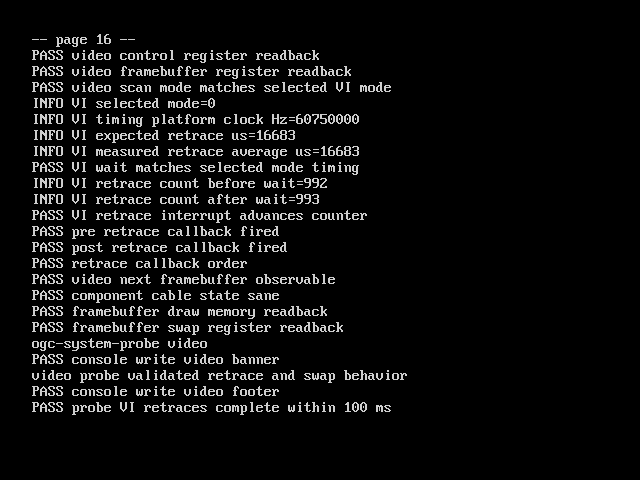 -- page 16 --
PASS video control register readback
PASS video framebuffer register readback
PASS video scan mode matches selected VI mode
INFO VI selected mode=0
INFO VI timing platform clock Hz=60750000
INFO VI expected retrace us=16683
INFO VI measured retrace average us=16683
PASS VI wait matches selected mode timing
INFO VI retrace count before wait=992
INFO VI retrace count after wait=993
PASS VI retrace interrupt advances counter
PASS pre retrace callback fired
PASS post retrace callback fired
PASS retrace callback order
PASS video next framebuffer observable
PASS component cable state sane
PASS framebuffer draw memory readback
PASS framebuffer swap register readback
ogc-system-probe video
PASS console write video banner
video probe validated retrace and swap behavior
PASS console write video footer
PASS probe VI retraces complete within 100 ms